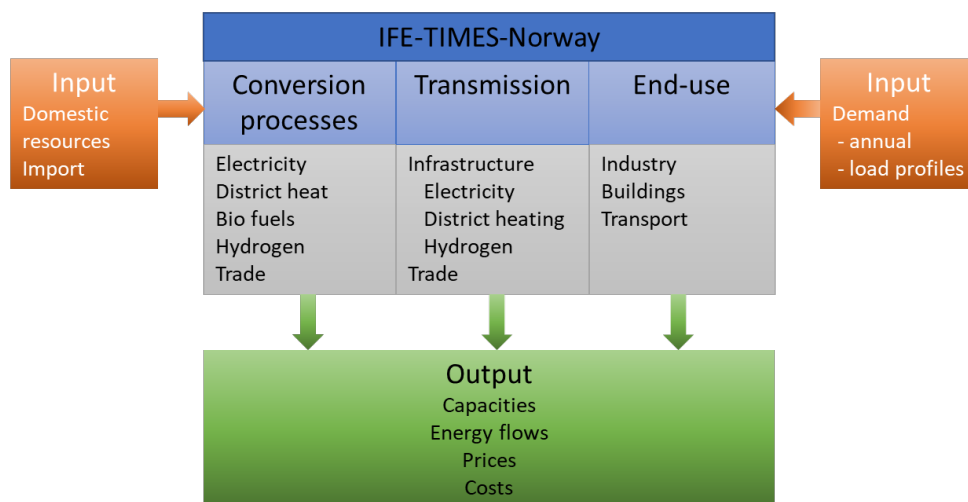 IFE-TIMES-Norway
Input
Domestic
resources
Import
Conversion
processes
Electricity
District heat
Bio fuels
Hydrogen
Trade
Transmission
Infrastructure
Electricity
District heating
Hydrogen
Trade
End-use
Industry
Buildings
Transport
Input
Demand
- annual
- load profiles
Output
Capacities
Energy flows
Prices
Costs